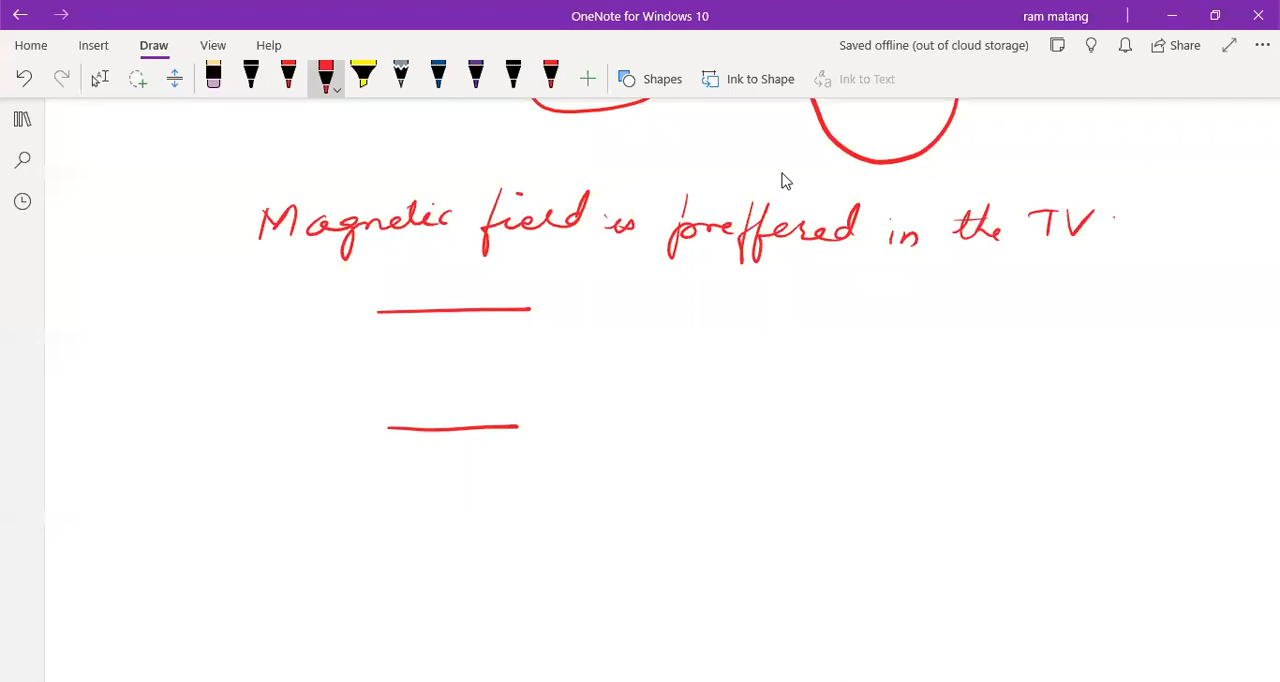 OneNote for Windows 10
ram matang
Home Insert Draw View Help
Saved offline (out of cloud storage)
Share
Shapes
Ink to Shape
Ink to Text
Magnetic field is preffered in the TV